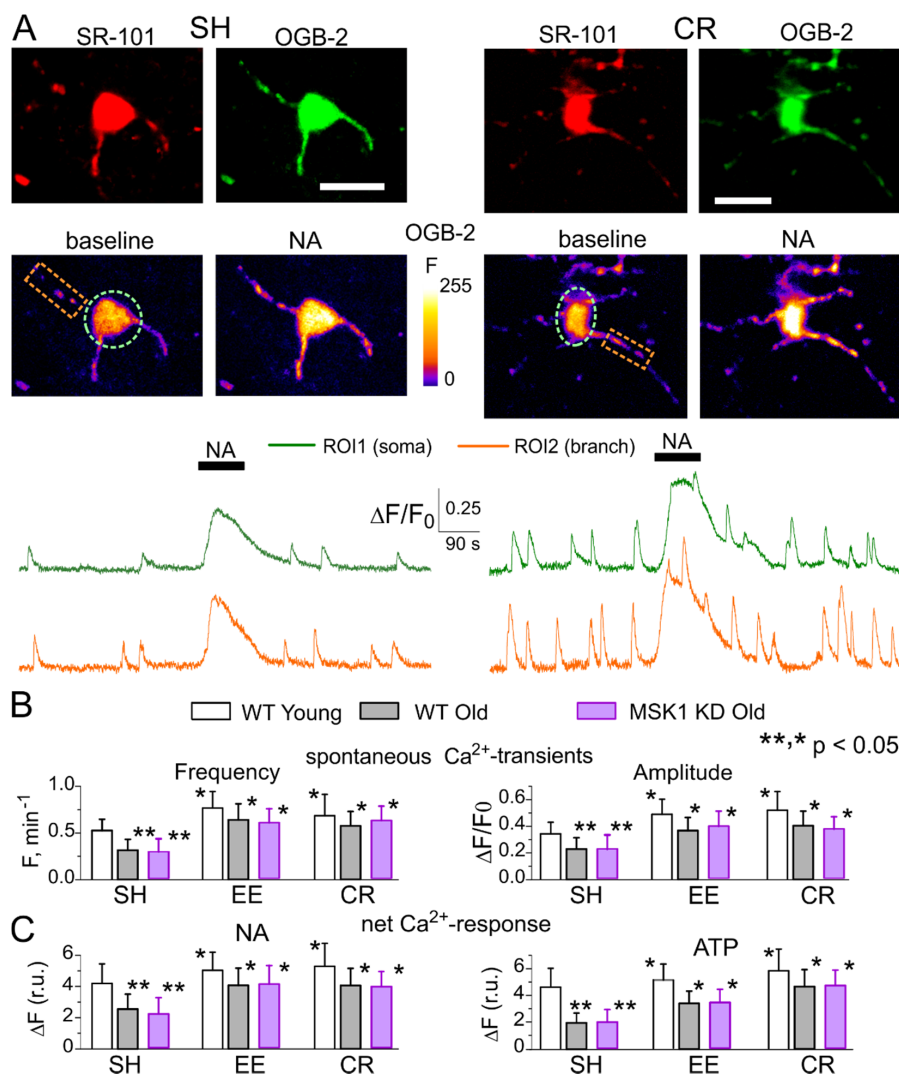 A
SH
CR
SR-101
OGB-2
SR-101
OGB-2
baseline
NA
OGB-2
F
255
0
baseline
NA
NA
ROI1 (soma)
ROI2 (branch)
NA
ΔF/F0
0.25
90 s
B
WT Young
WT Old
MSK1 KD Old
**,* p < 0.05
spontaneous Ca²⁺-transients
Frequency
Amplitude
F, min⁻¹
1.0
0.5
0.0
** ** * * * * * *
SH
EE
CR
ΔF/F0
0.6
0.4
0.2
0.0
** ** * * * * * *
SH
EE
CR
C
net Ca²⁺-response
NA
ATP
ΔF (r.u.)
6
4
2
0
** ** * * * * * *
SH
EE
CR
ΔF (r.u.)
6
4
2
0
** ** * * * * * *
SH
EE
CR